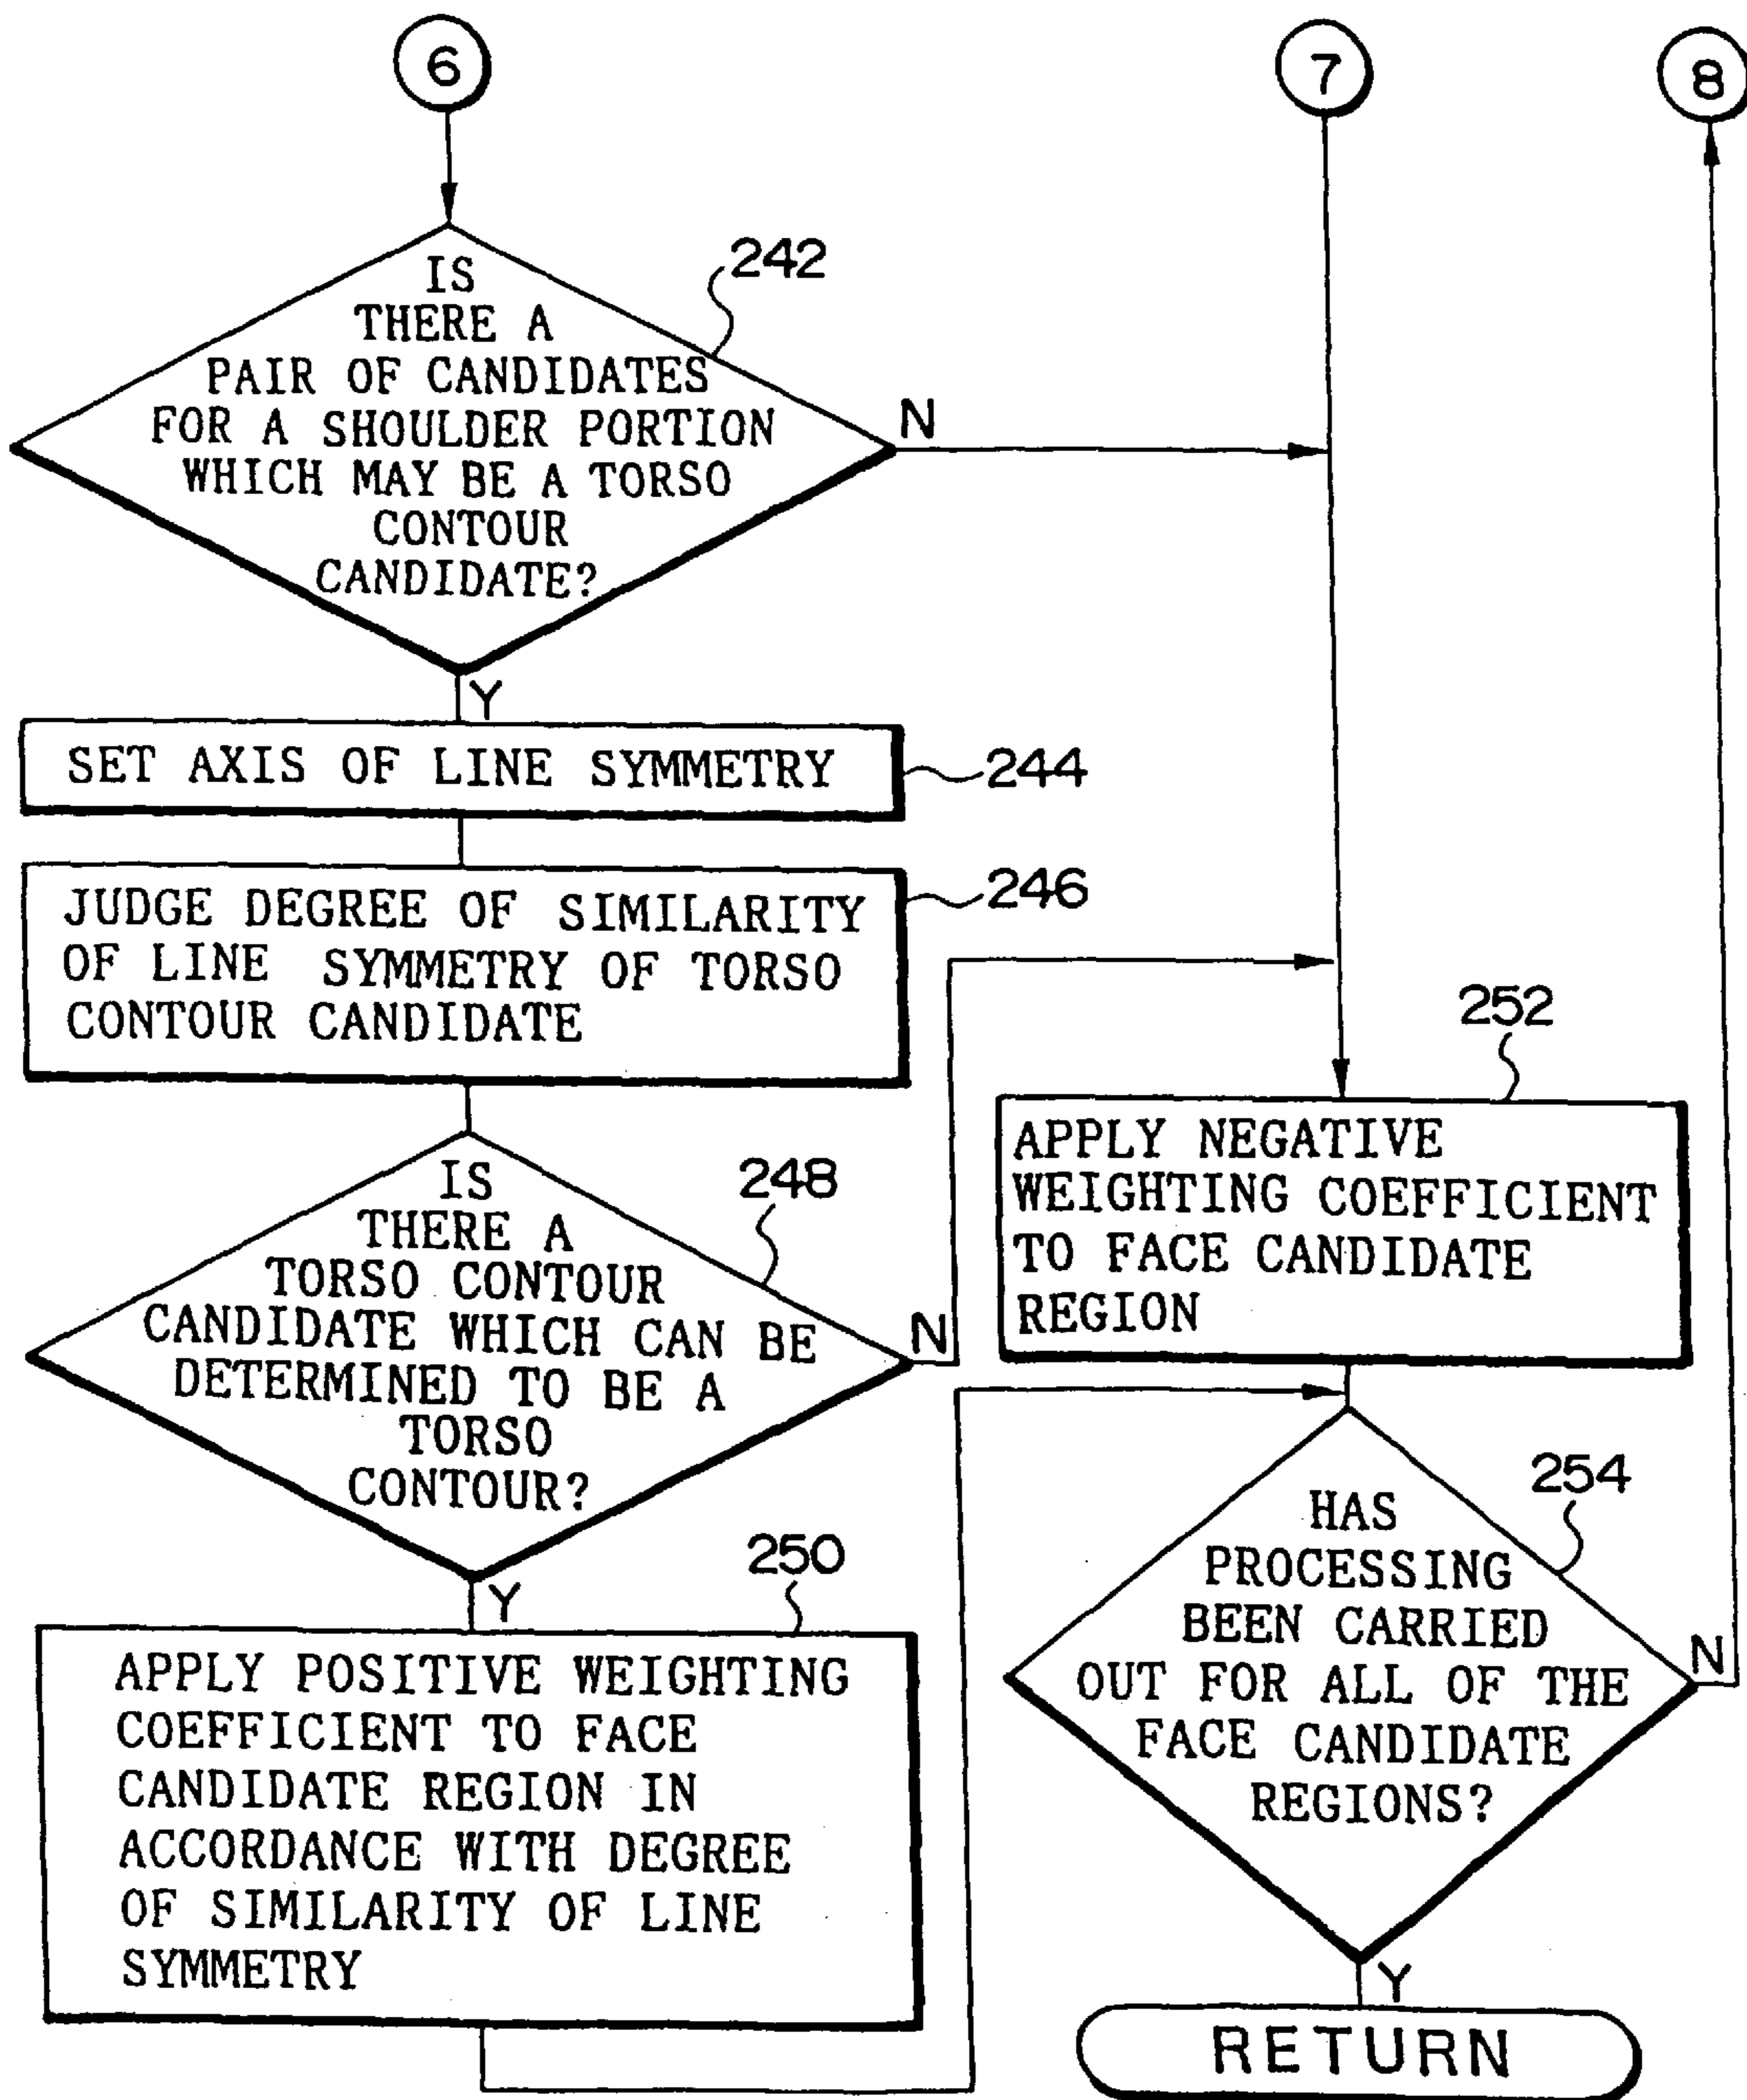 6
7
8
242
IS
THERE A
PAIR OF CANDIDATES
FOR A SHOULDER PORTION
WHICH MAY BE A TORSO
CONTOUR
CANDIDATE?
N
Y
SET AXIS OF LINE SYMMETRY
244
JUDGE DEGREE OF SIMILARITY
OF LINE SYMMETRY OF TORSO
CONTOUR CANDIDATE
246
248
IS
THERE A
TORSO CONTOUR
CANDIDATE WHICH CAN BE
DETERMINED TO BE A
TORSO
CONTOUR?
N
Y
250
APPLY POSITIVE WEIGHTING
COEFFICIENT TO FACE
CANDIDATE REGION IN
ACCORDANCE WITH DEGREE
OF SIMILARITY OF LINE
SYMMETRY
252
APPLY NEGATIVE
WEIGHTING COEFFICIENT
TO FACE CANDIDATE
REGION
254
HAS
PROCESSING
BEEN CARRIED
OUT FOR ALL OF THE
FACE CANDIDATE
REGIONS?
N
Y
RETURN